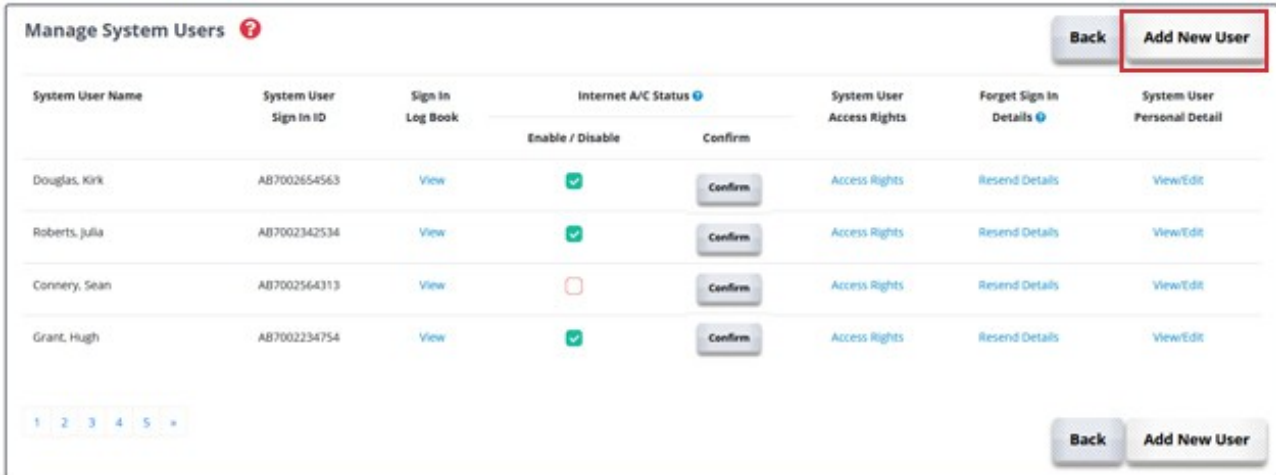 Manage System Users ?
Back Add New User
System User Name System User Sign In Internet A/C Status ? System User Forget Sign In System User
Sign In ID Log Book Access Rights Details ? Personal Detail
Enable / Disable Confirm
Douglas, Kirk AB7002654563 View Confirm Access Rights Resend Details View/Edit
Roberts, Julia AB7002342534 View Confirm Access Rights Resend Details View/Edit
Connery, Sean AB7002564313 View Confirm Access Rights Resend Details View/Edit
Grant, Hugh AB7002234754 View Confirm Access Rights Resend Details View/Edit
1 2 3 4 5 »
Back Add New User